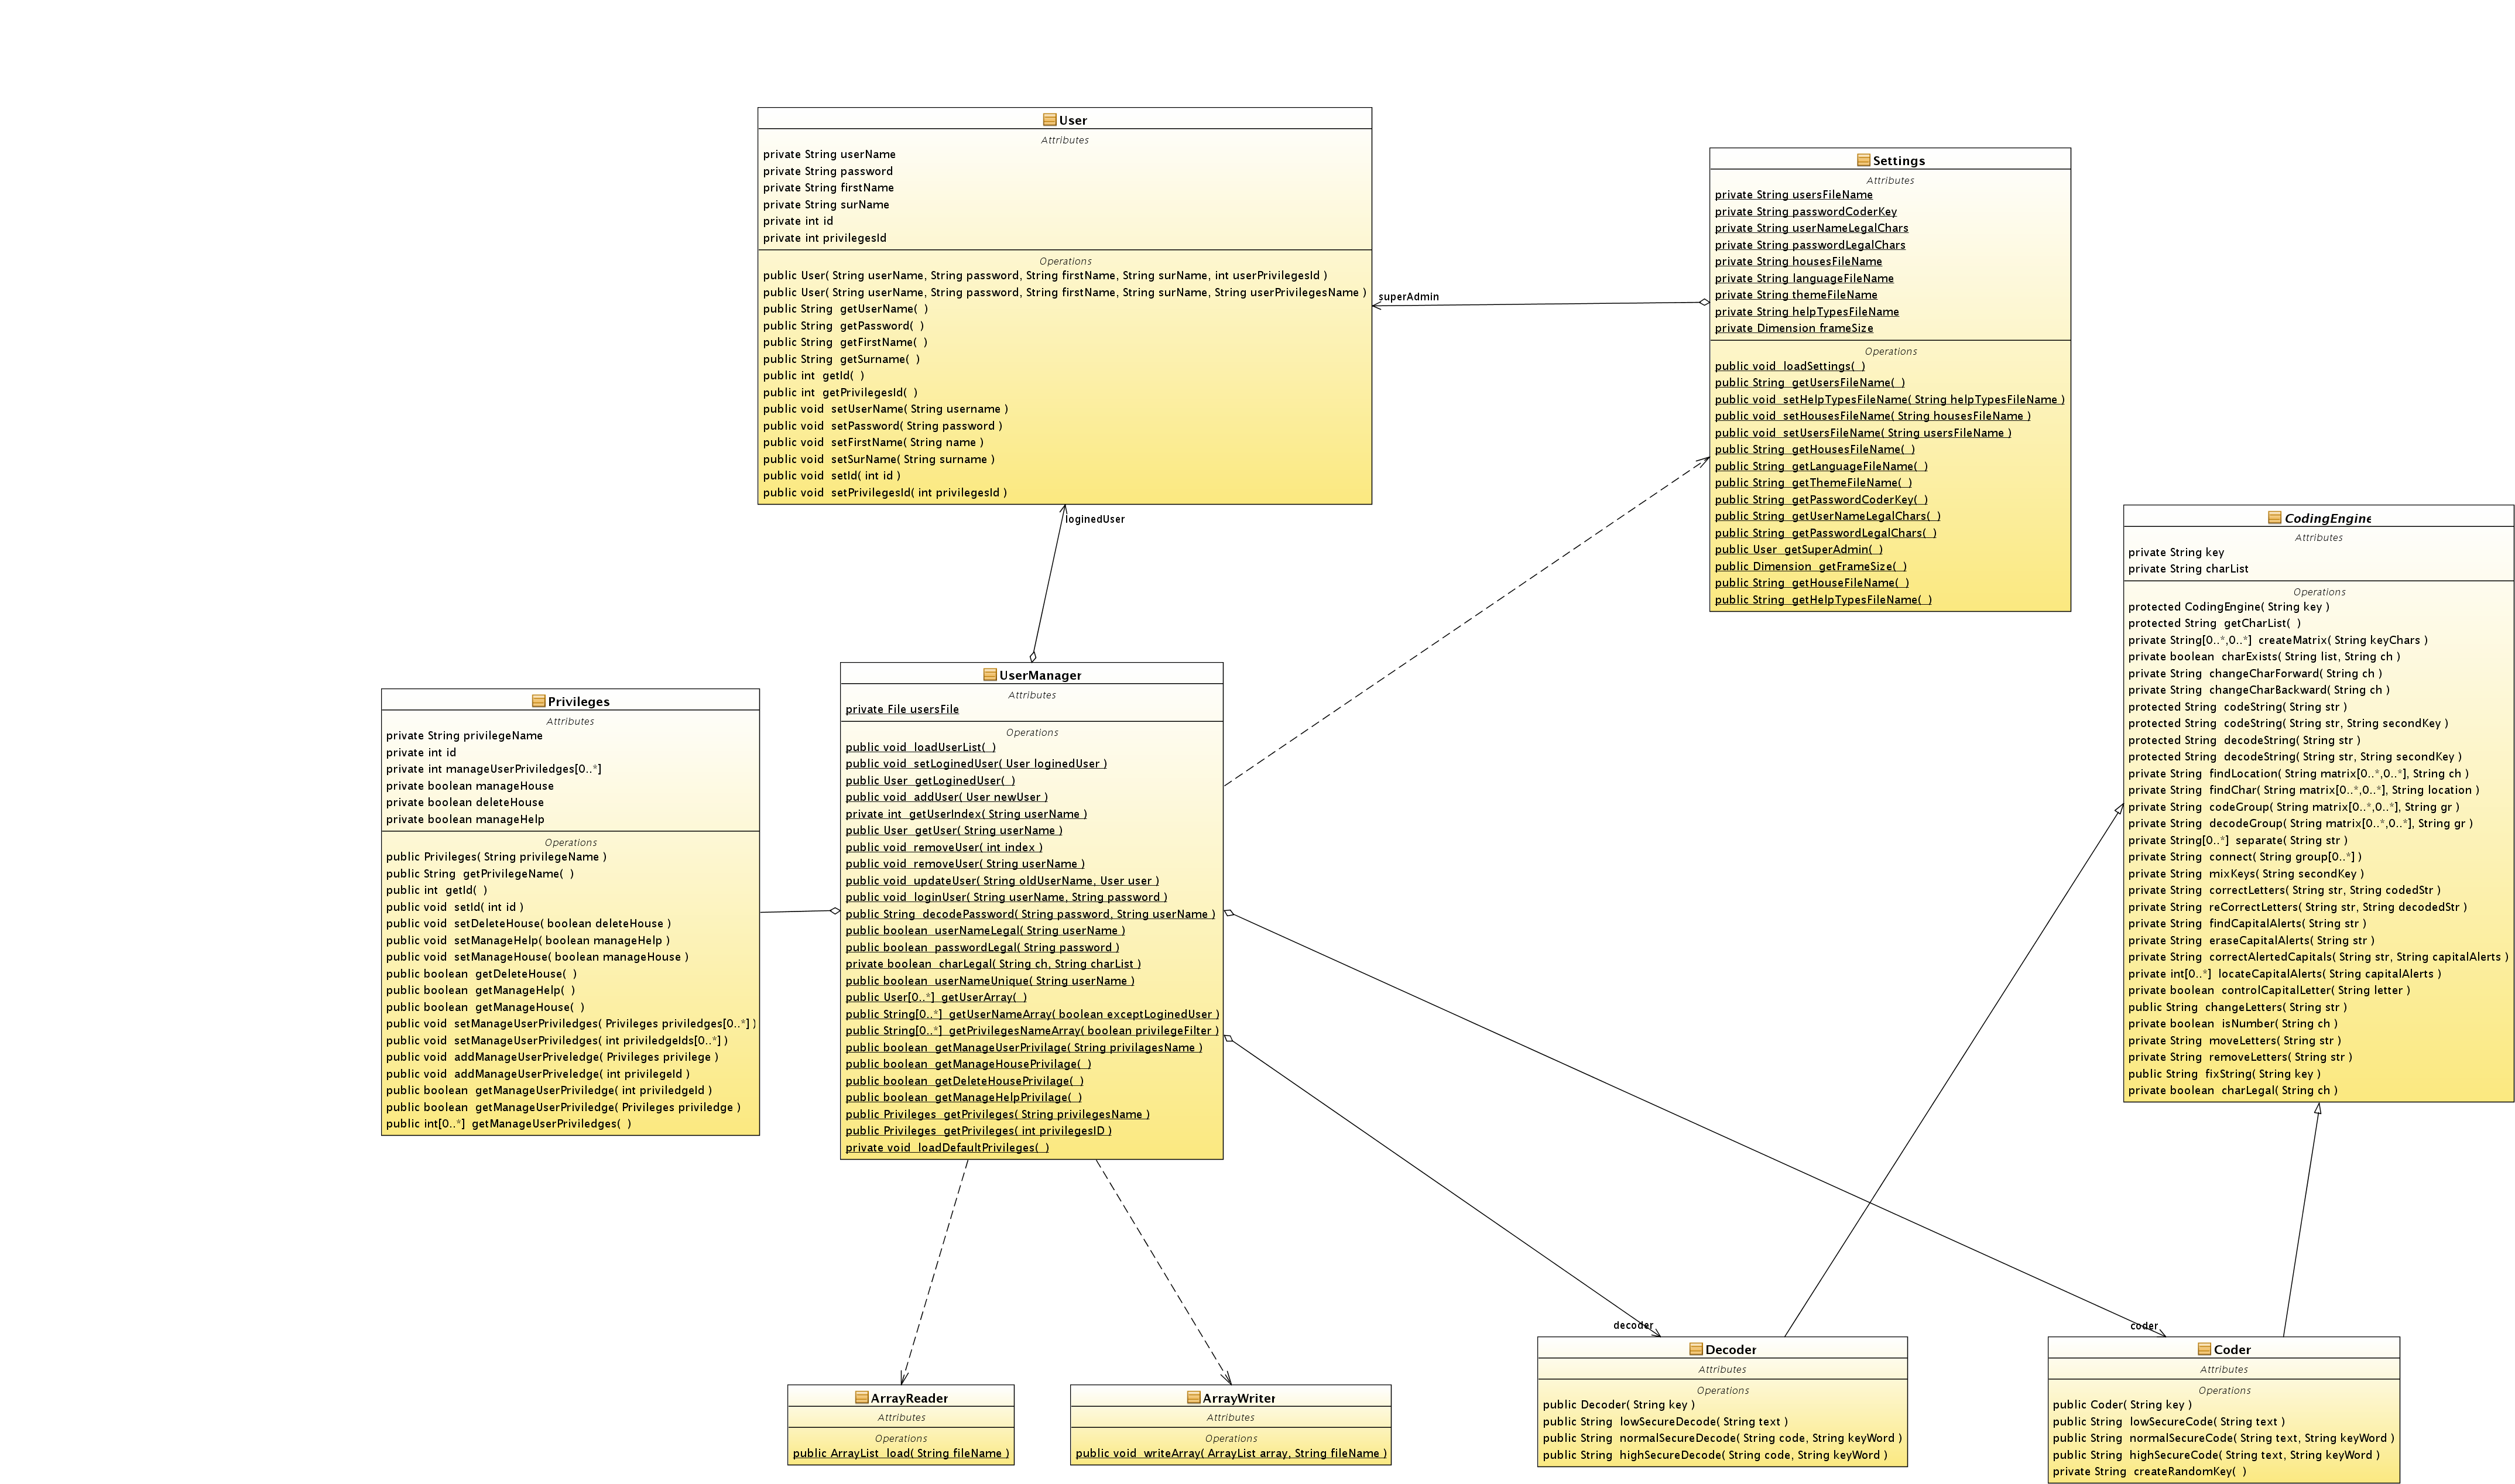 User
Attributes
private String userName
private String password
private String firstName
private String surName
private int id
private int privilegesId
Operations
public User( String userName, String password, String firstName, String surName, int userPrivilegesId )
public User( String userName, String password, String firstName, String surName, String userPrivilegesName )
public String  getUserName(  )
public String  getPassword(  )
public String  getFirstName(  )
public String  getSurname(  )
public int  getId(  )
public int  getPrivilegesId(  )
public void  setUserName( String username )
public void  setPassword( String password )
public void  setFirstName( String name )
public void  setSurName( String surname )
public void  setId( int id )
public void  setPrivilegesId( int privilegesId )
superAdmin
loginedUser
Settings
Attributes
private String usersFileName
private String passwordCoderKey
private String userNameLegalChars
private String passwordLegalChars
private String housesFileName
private String languageFileName
private String themeFileName
private String helpTypesFileName
private Dimension frameSize
Operations
public void  loadSettings(  )
public String  getUsersFileName(  )
public void  setHelpTypesFileName( String helpTypesFileName )
public void  setHousesFileName( String housesFileName )
public void  setUsersFileName( String usersFileName )
public String  getHousesFileName(  )
public String  getLanguageFileName(  )
public String  getThemeFileName(  )
public String  getPasswordCoderKey(  )
public String  getUserNameLegalChars(  )
public String  getPasswordLegalChars(  )
public User  getSuperAdmin(  )
public Dimension  getFrameSize(  )
public String  getHouseFileName(  )
public String  getHelpTypesFileName(  )
CodingEngine
Attributes
private String key
private String charList
Operations
protected CodingEngine( String key )
protected String  getCharList(  )
private String[0..*,0..*]  createMatrix( String keyChars )
private boolean  charExists( String list, String ch )
private String  changeCharForward( String ch )
private String  changeCharBackward( String ch )
protected String  codeString( String str )
protected String  codeString( String str, String secondKey )
protected String  decodeString( String str )
protected String  decodeString( String str, String secondKey )
private String  findLocation( String matrix[0..*,0..*], String ch )
private String  findChar( String matrix[0..*,0..*], String location )
private String  codeGroup( String matrix[0..*,0..*], String gr )
private String  decodeGroup( String matrix[0..*,0..*], String gr )
private String[0..*]  separate( String str )
private String  connect( String group[0..*] )
private String  mixKeys( String secondKey )
private String  correctLetters( String str, String codedStr )
private String  reCorrectLetters( String str, String decodedStr )
private String  findCapitalAlerts( String str )
private String  eraseCapitalAlerts( String str )
private String  correctAlertedCapitals( String str, String capitalAlerts )
private int[0..*]  locateCapitalAlerts( String capitalAlerts )
private boolean  controlCapitalLetter( String letter )
public String  changeLetters( String str )
private boolean  isNumber( String ch )
private String  moveLetters( String str )
private String  removeLetters( String str )
public String  fixString( String key )
private boolean  charLegal( String ch )
Privileges
Attributes
private String privilegeName
private int id
private int manageUserPriviledges[0..*]
private boolean manageHouse
private boolean deleteHouse
private boolean manageHelp
Operations
public Privileges( String privilegeName )
public String  getPrivilegeName(  )
public int  getId(  )
public void  setId( int id )
public void  setDeleteHouse( boolean deleteHouse )
public void  setManageHelp( boolean manageHelp )
public void  setManageHouse( boolean manageHouse )
public boolean  getDeleteHouse(  )
public boolean  getManageHelp(  )
public boolean  getManageHouse(  )
public void  setManageUserPriviledges( Privileges priviledges[0..*] )
public void  setManageUserPriviledges( int priviledgeIds[0..*] )
public void  addManageUserPriveledge( Privileges privilege )
public void  addManageUserPriveledge( int privilegeId )
public boolean  getManageUserPriviledge( int priviledgeId )
public boolean  getManageUserPriviledge( Privileges priviledge )
public int[0..*]  getManageUserPriviledges(  )
UserManager
Attributes
private File usersFile
Operations
public void  loadUserList(  )
public void  setLoginedUser( User loginedUser )
public User  getLoginedUser(  )
public void  addUser( User newUser )
private int  getUserIndex( String userName )
public User  getUser( String userName )
public void  removeUser( int index )
public void  removeUser( String userName )
public void  updateUser( String oldUserName, User user )
public void  loginUser( String userName, String password )
public String  decodePassword( String password, String userName )
public boolean  userNameLegal( String userName )
public boolean  passwordLegal( String password )
private boolean  charLegal( String ch, String charList )
public boolean  userNameUnique( String userName )
public User[0..*]  getUserArray(  )
public String[0..*]  getUserNameArray( boolean exceptLoginedUser )
public String[0..*]  getPrivilegesNameArray( boolean privilegeFilter )
public boolean  getManageUserPrivilage( String privilagesName )
public boolean  getManageHousePrivilage(  )
public boolean  getDeleteHousePrivilage(  )
public boolean  getManageHelpPrivilage(  )
public Privileges  getPrivileges( String privilegesName )
public Privileges  getPrivileges( int privilegesID )
private void  loadDefaultPrivileges(  )
decoder
coder
ArrayReader
Attributes
Operations
public ArrayList  load( String fileName )
ArrayWriter
Attributes
Operations
public void  writeArray( ArrayList array, String fileName )
Decoder
Attributes
Operations
public Decoder( String key )
public String  lowSecureDecode( String text )
public String  normalSecureDecode( String code, String keyWord )
public String  highSecureDecode( String code, String keyWord )
Coder
Attributes
Operations
public Coder( String key )
public String  lowSecureCode( String text )
public String  normalSecureCode( String text, String keyWord )
public String  highSecureCode( String text, String keyWord )
private String  createRandomKey(  )